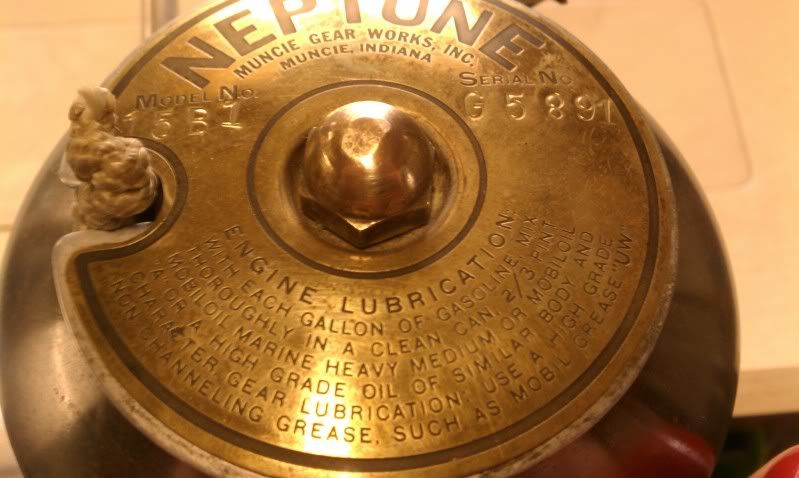 NEPTUNE
MUNCIE GEAR WORKS, INC.
MUNCIE, INDIANA
MODEL NO.
15B1
SERIAL NO.
G 5891
ENGINE LUBRICATION:
WITH EACH GALLON OF GASOLINE, MIX
THOROUGHLY IN A CLEAN CAN, 2/3 PINT
MOBILOIL MARINE HEAVY MEDIUM OR MOBILOIL
"A" OR A HIGH GRADE OIL OF SIMILAR BODY AND
CHARACTER. GEAR LUBRICATION: USE A HIGH GRADE
NON CHANNELING GREASE, SUCH AS MOBIL GREASE "UW"